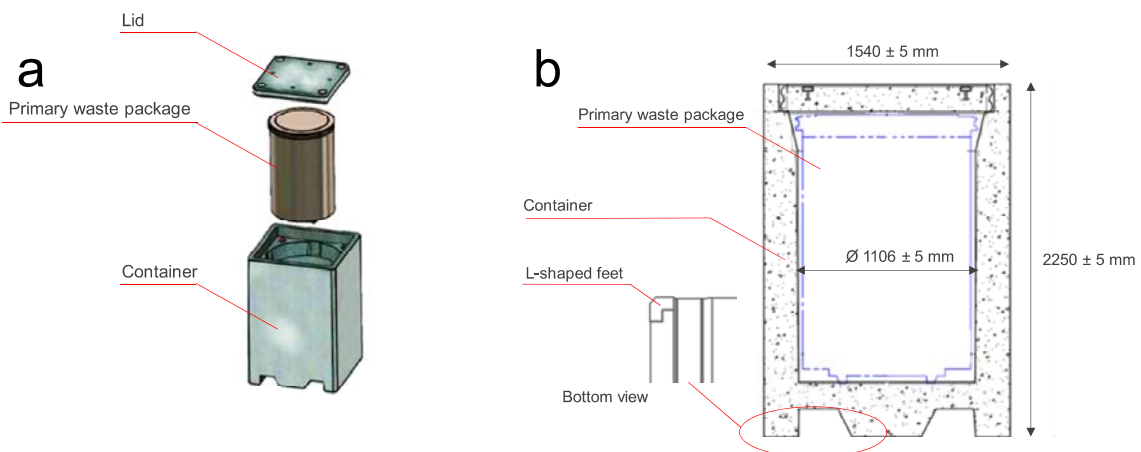 a
Lid
Primary waste package
Container
b
1540 ± 5 mm
Primary waste package
Container
L-shaped feet
Ø 1106 ± 5 mm
2250 ± 5 mm
Bottom view